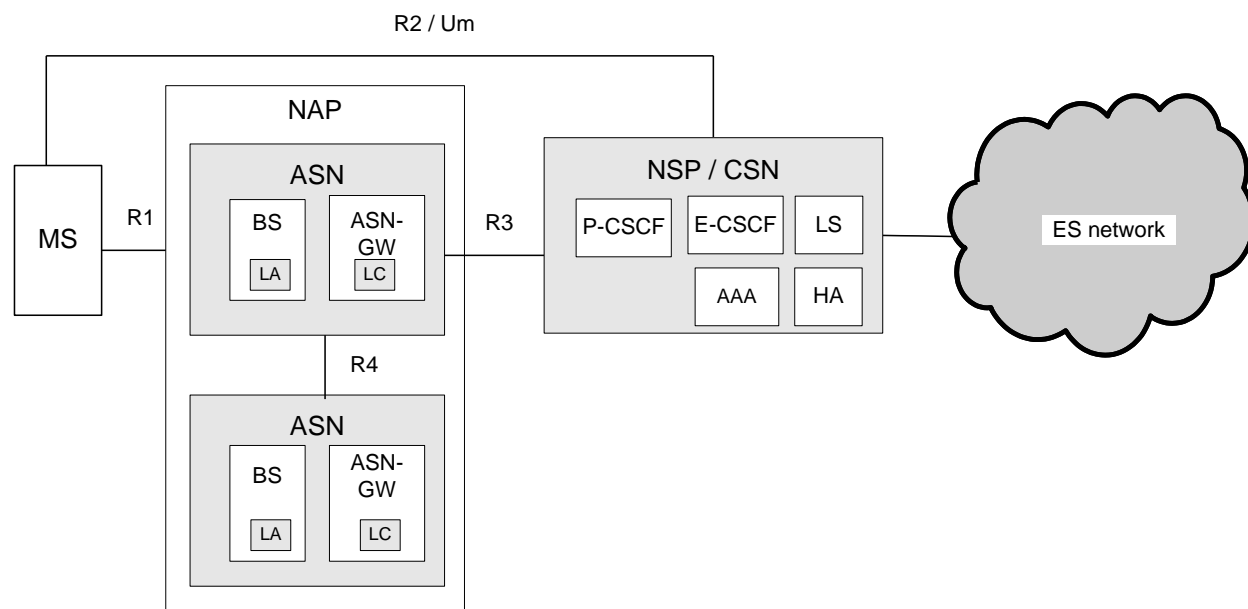 R2 / Um
NAP
ASN
BS
LA
ASN-
GW
LC
MS
R1
R3
NSP / CSN
P-CSCF
E-CSCF
LS
AAA
HA
ES network
R4
ASN
BS
LA
ASN-
GW
LC